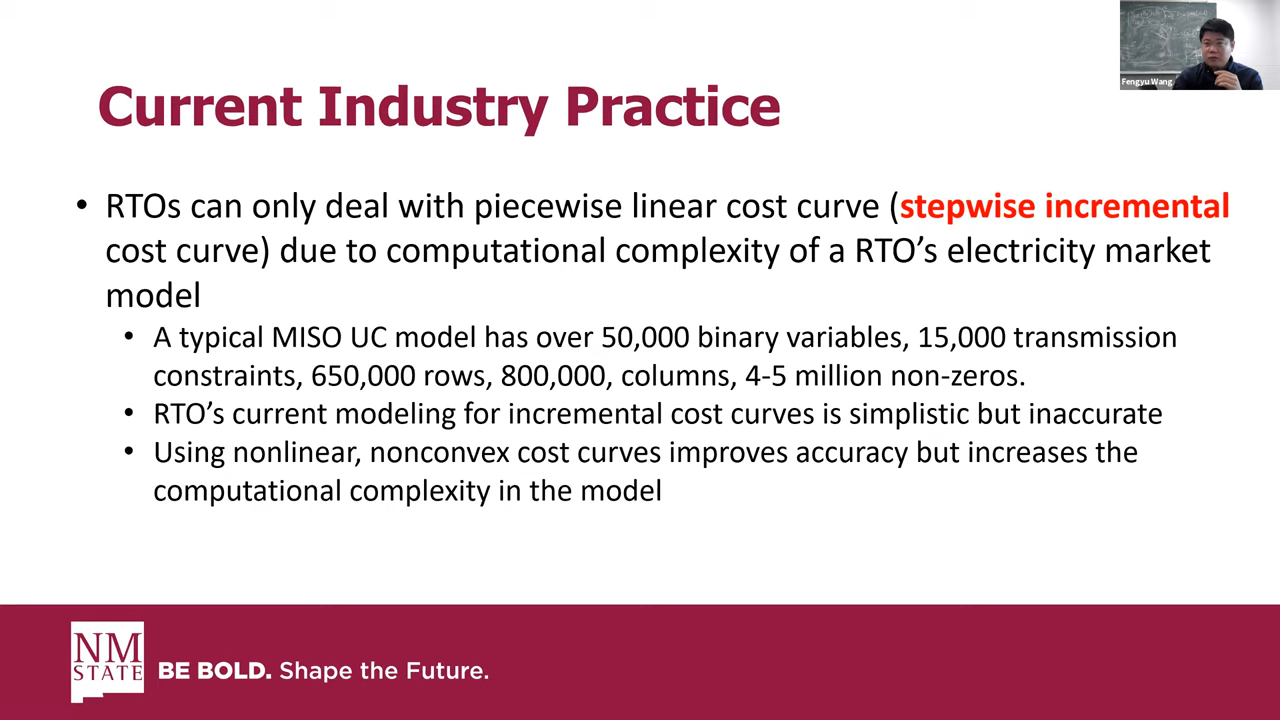 Fengyu Wang
Current Industry Practice
• RTOs can only deal with piecewise linear cost curve (stepwise incremental
cost curve) due to computational complexity of a RTO’s electricity market
model
• A typical MISO UC model has over 50,000 binary variables, 15,000 transmission
constraints, 650,000 rows, 800,000, columns, 4-5 million non-zeros.
• RTO’s current modeling for incremental cost curves is simplistic but inaccurate
• Using nonlinear, nonconvex cost curves improves accuracy but increases the
computational complexity in the model
NM
STATE
BE BOLD. Shape the Future.